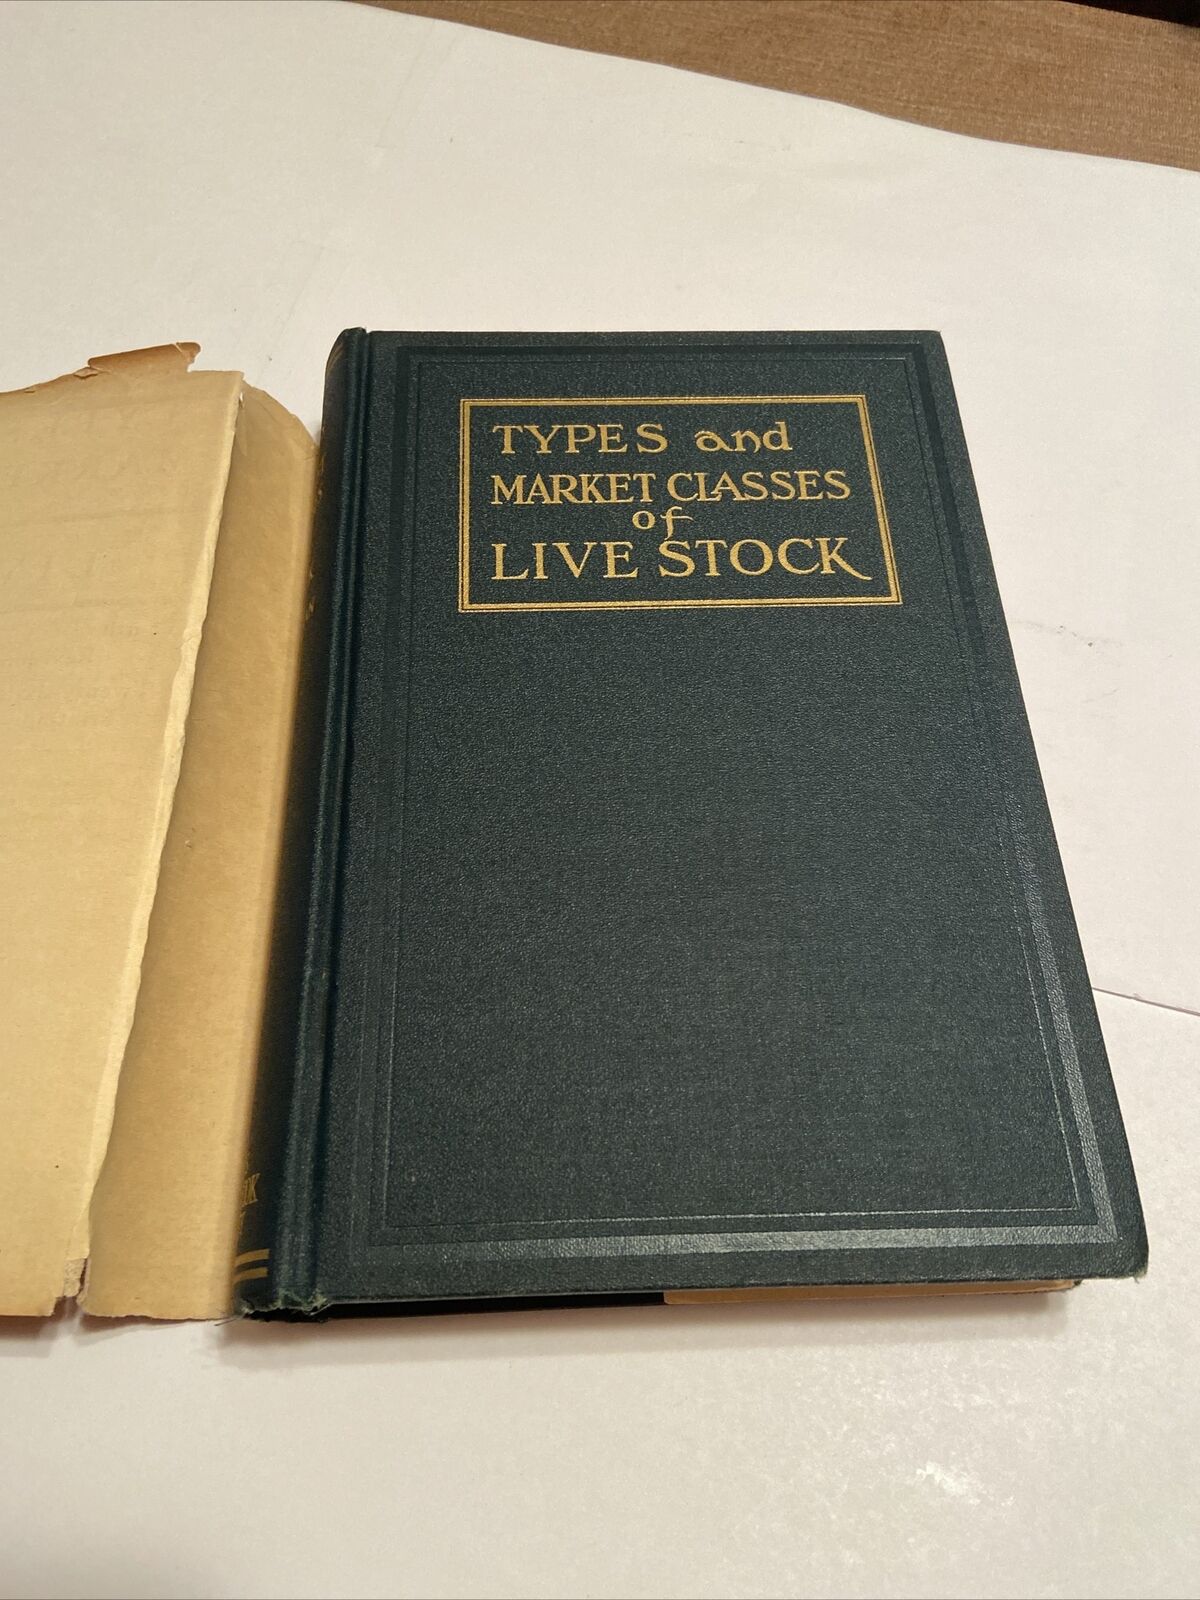 TYPES and
MARKET CLASSES
of
LIVE STOCK